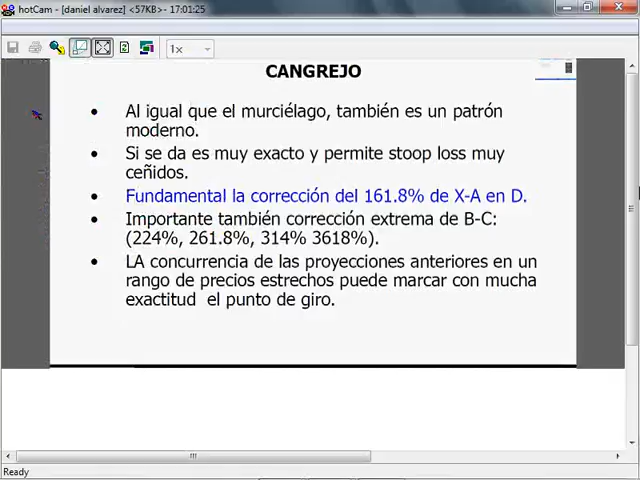 hotCam - [daniel alvarez] <57KB> - 17:01:25
2
1x
CANGREJO
• Al igual que el murciélago, también es un patrón
moderno.
• Si se da es muy exacto y permite stoop loss muy
ceñidos.
• Fundamental la corrección del 161.8% de X-A en D.
• Importante también corrección extrema de B-C:
(224%, 261.8%, 314% 3618%).
• LA concurrencia de las proyecciones anteriores en un
rango de precios estrechos puede marcar con mucha
exactitud el punto de giro.
Ready